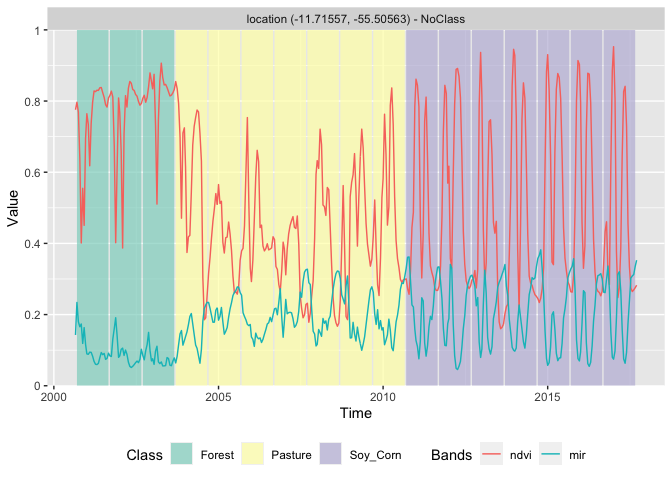 location (-11.71557, -55.50563) - NoClass
1
0.8
0.6
0.4
0.2
0
Value
2000 2005 2010 2015
Time
Class Forest Pasture Soy_Corn Bands ndvi mir